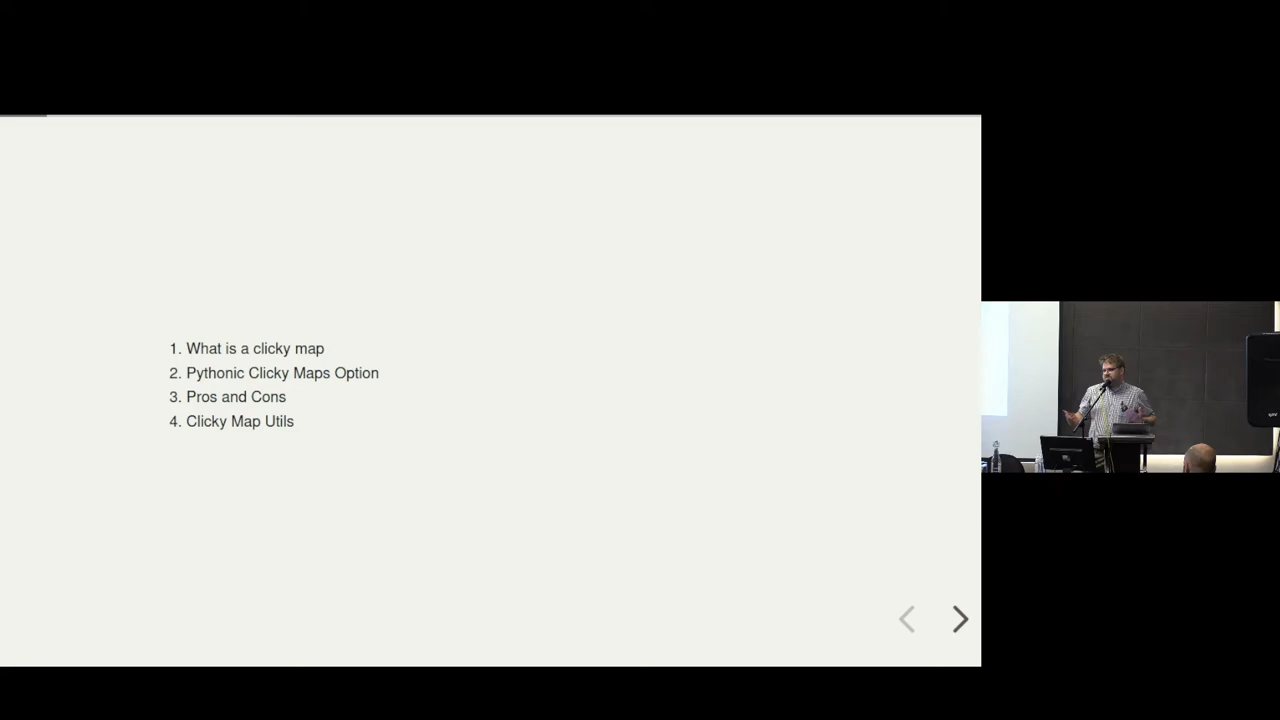 1. What is a clicky map
2. Pythonic Clicky Maps Option
3. Pros and Cons
4. Clicky Map Utils